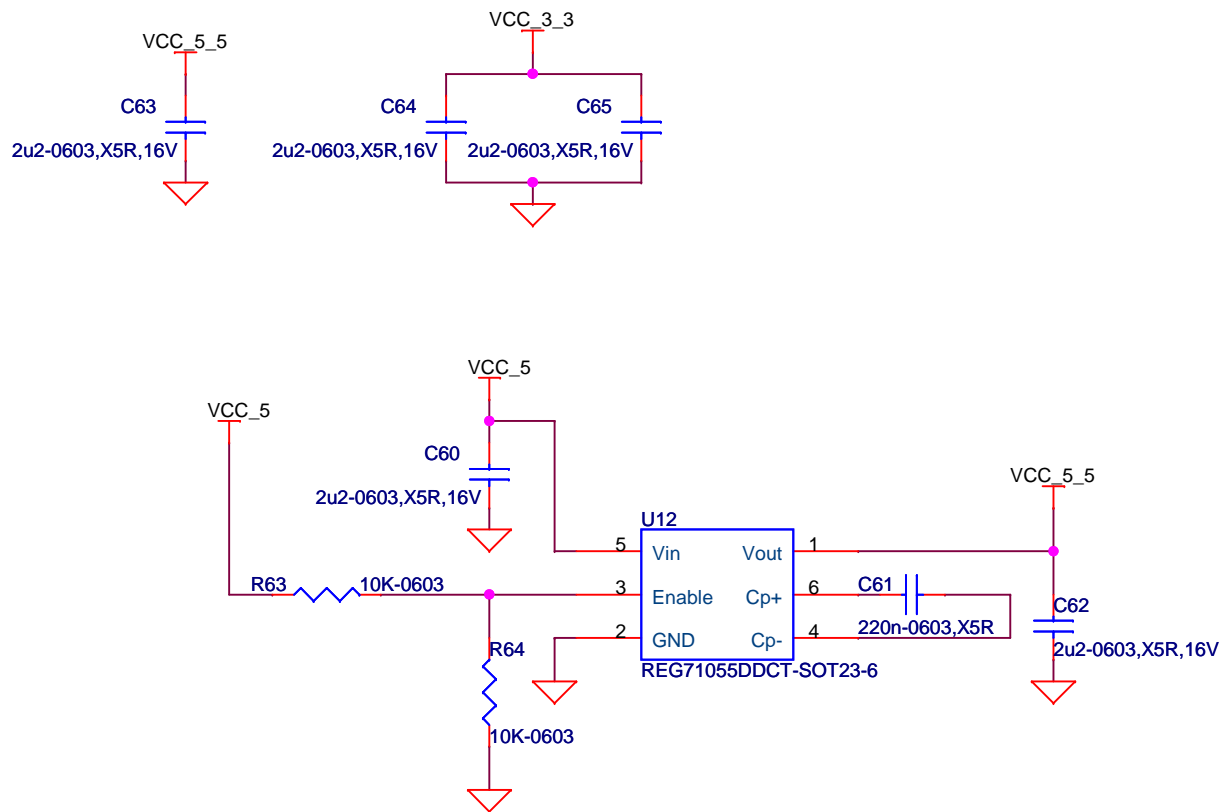 VCC_3_3
VCC_5_5
C63
C64
C65
2u2-0603,X5R,16V
2u2-0603,X5R,16V
2u2-0603,X5R,16V
VCC_5
VCC_5
C60
2u2-0603,X5R,16V
VCC_5_5
U12
5
Vin
Vout
1
R63
10K-0603
3
Enable
Cp+
6
C61
C62
2
GND
Cp-
4
220n-0603,X5R
2u2-0603,X5R,16V
R64
REG71055DDCT-SOT23-6
10K-0603